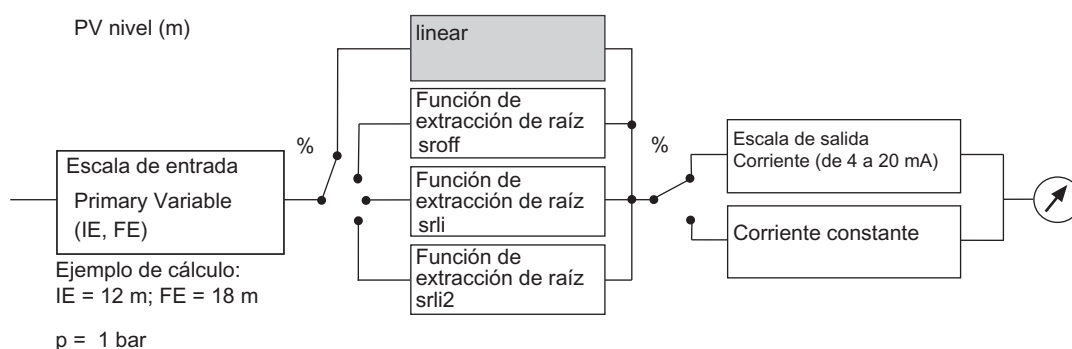 PV nivel (m)
linear
Función de
extracción de raíz
sroff
%
%
Escala de salida
Corriente (de 4 a 20 mA)
Escala de entrada
Primary Variable
(IE, FE)
Función de
extracción de raíz
srli
Corriente constante
Función de
extracción de raíz
srli2
Ejemplo de cálculo:
IE = 12 m; FE = 18 m
p = 1 bar